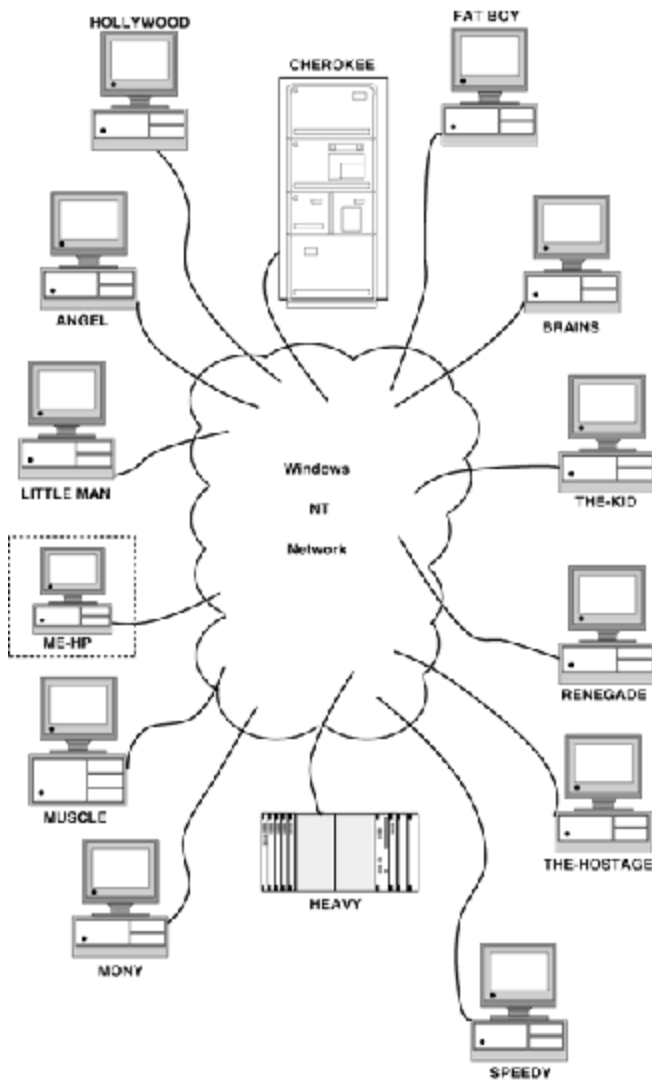 HOLLYWOOD
FAT BOY
CHEROKEE
ANGEL
BRAINS
LITTLE MAN
Windows
NT
Network
THE-KID
ME-HP
RENEGADE
MUSCLE
THE-HOSTAGE
HEAVY
MONY
SPEEDY